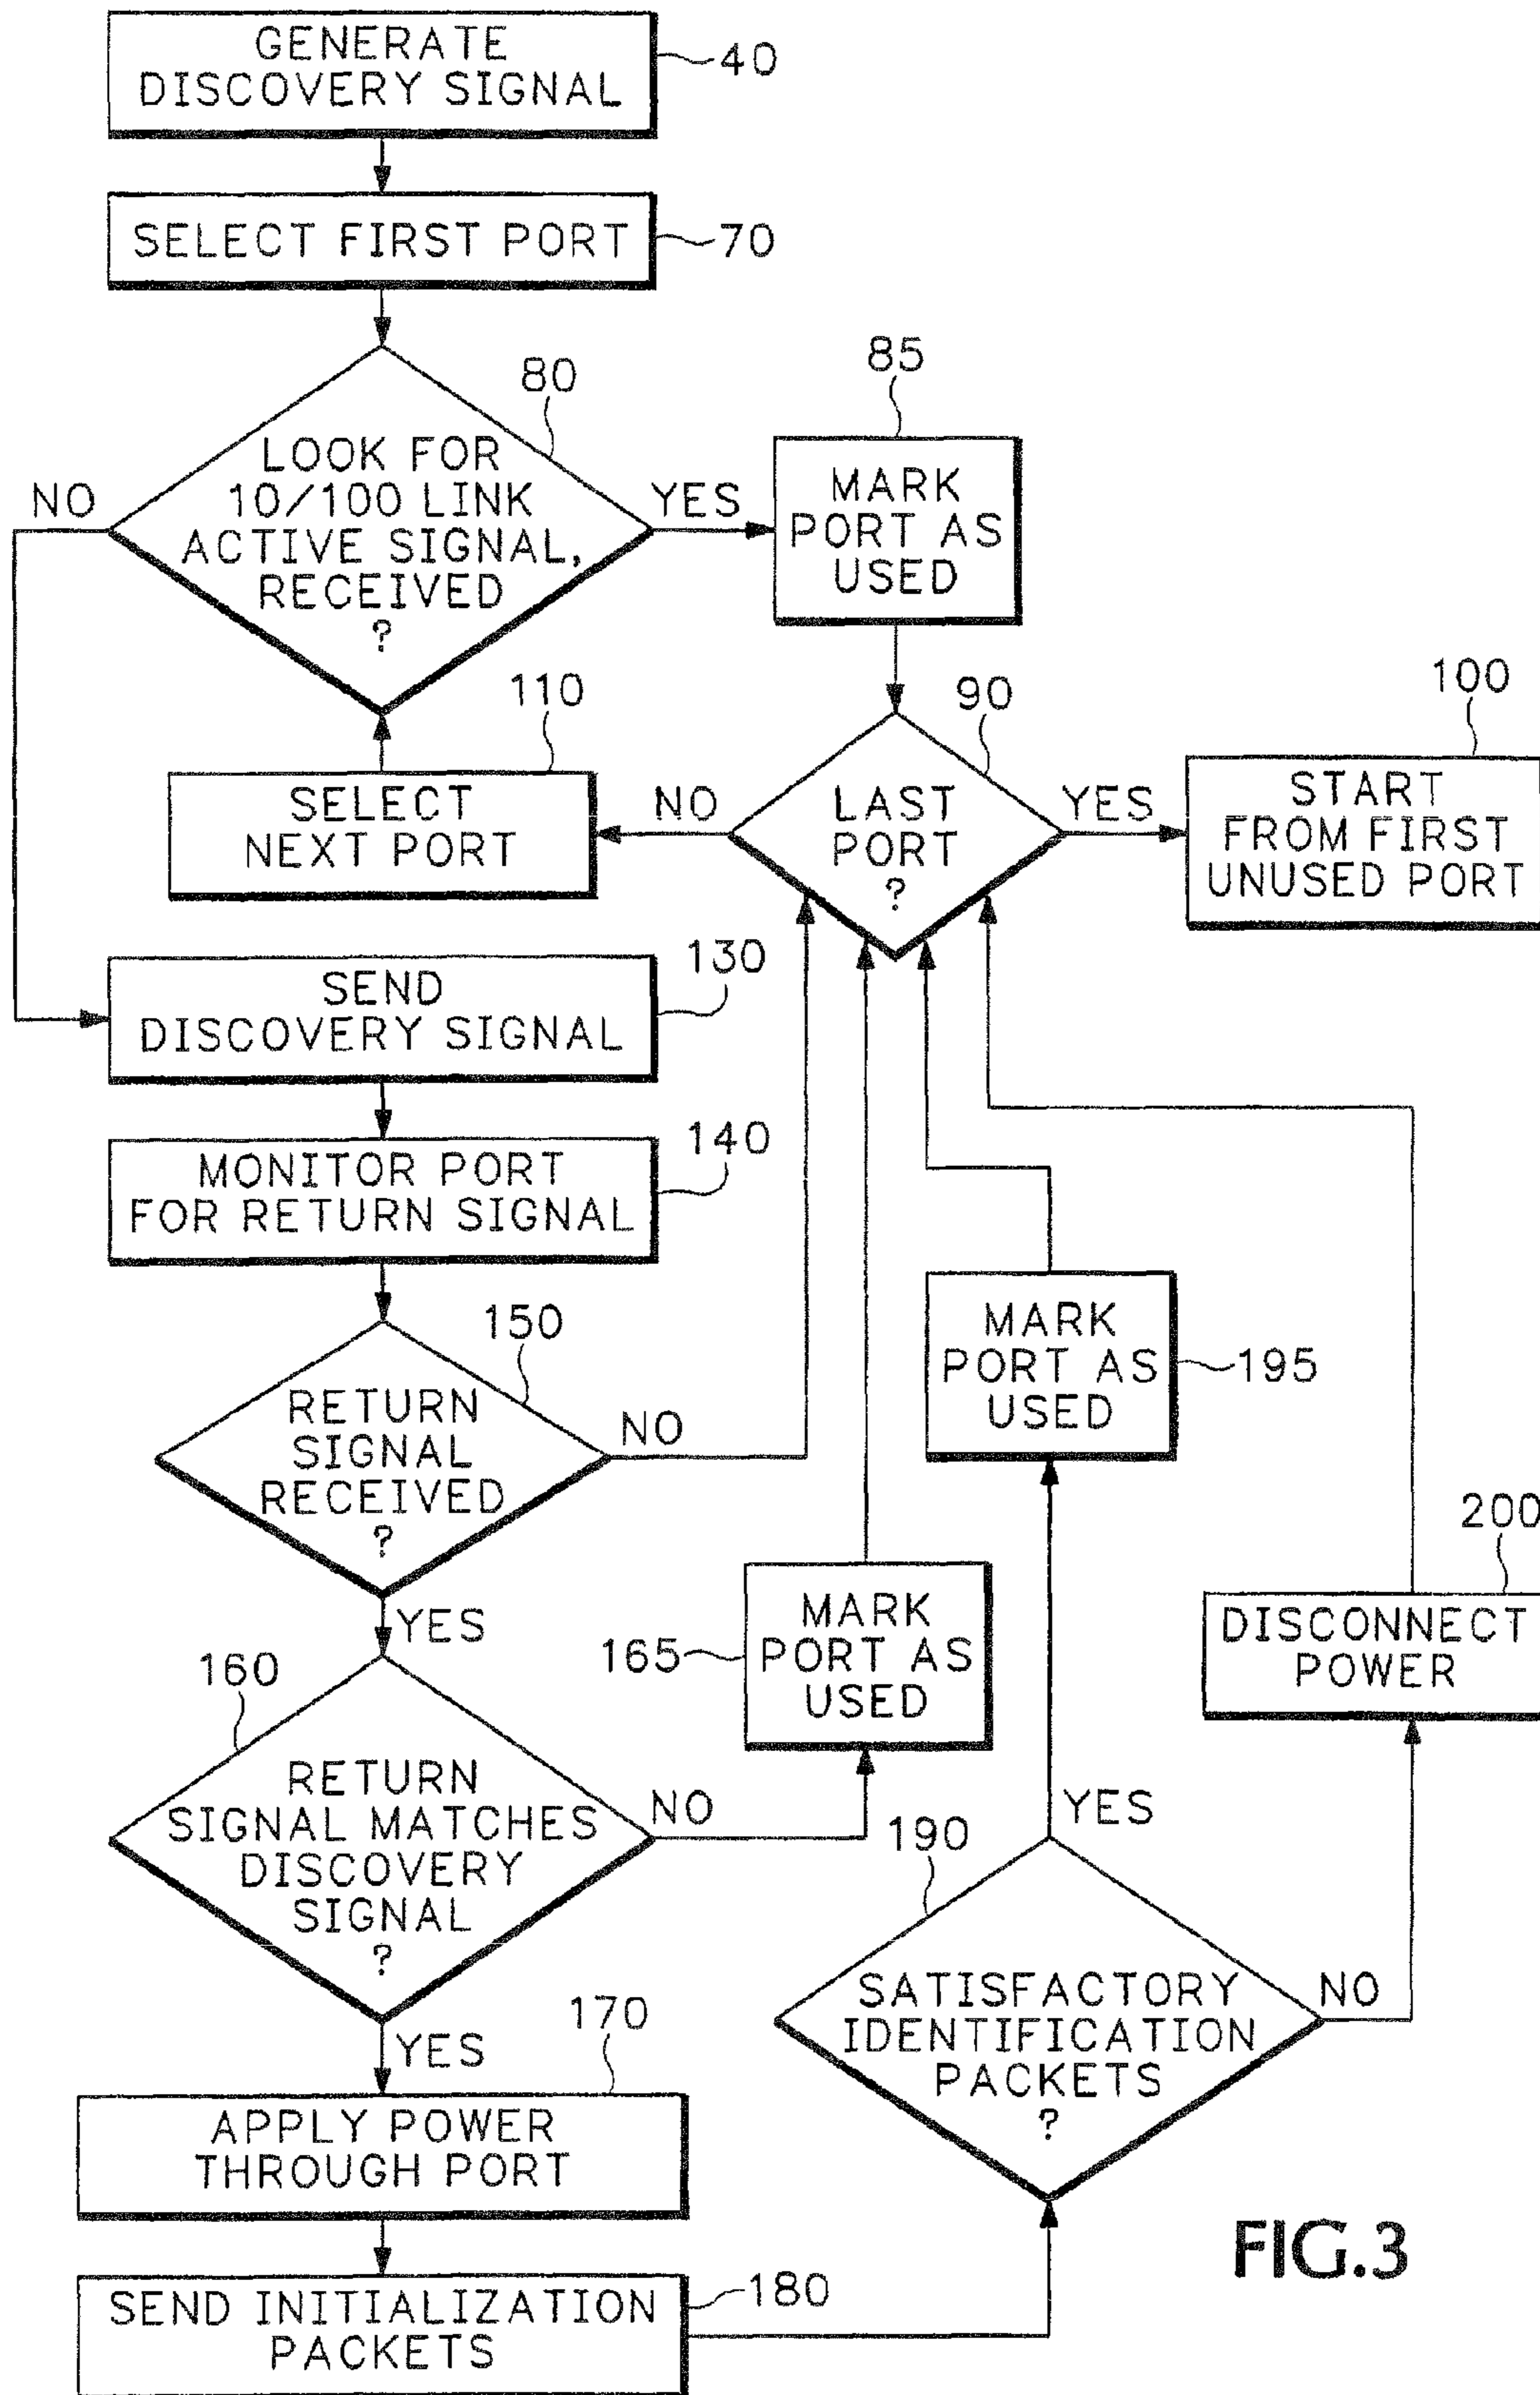 GENERATE
DISCOVERY SIGNAL
40
SELECT FIRST PORT
70
80
LOOK FOR
10/100 LINK
ACTIVE SIGNAL,
RECEIVED
?
NO
YES
85
MARK
PORT AS
USED
110
SELECT
NEXT PORT
NO
90
LAST
PORT
?
YES
100
START
FROM FIRST
UNUSED PORT
130
SEND
DISCOVERY SIGNAL
140
MONITOR PORT
FOR RETURN SIGNAL
150
RETURN
SIGNAL
RECEIVED
?
NO
YES
MARK
PORT AS
USED
195
160
RETURN
SIGNAL MATCHES
DISCOVERY
SIGNAL
?
NO
YES
165
MARK
PORT AS
USED
200
DISCONNECT
POWER
YES
190
SATISFACTORY
IDENTIFICATION
PACKETS
?
NO
170
APPLY POWER
THROUGH PORT
180
SEND INITIALIZATION
PACKETS
FIG.3